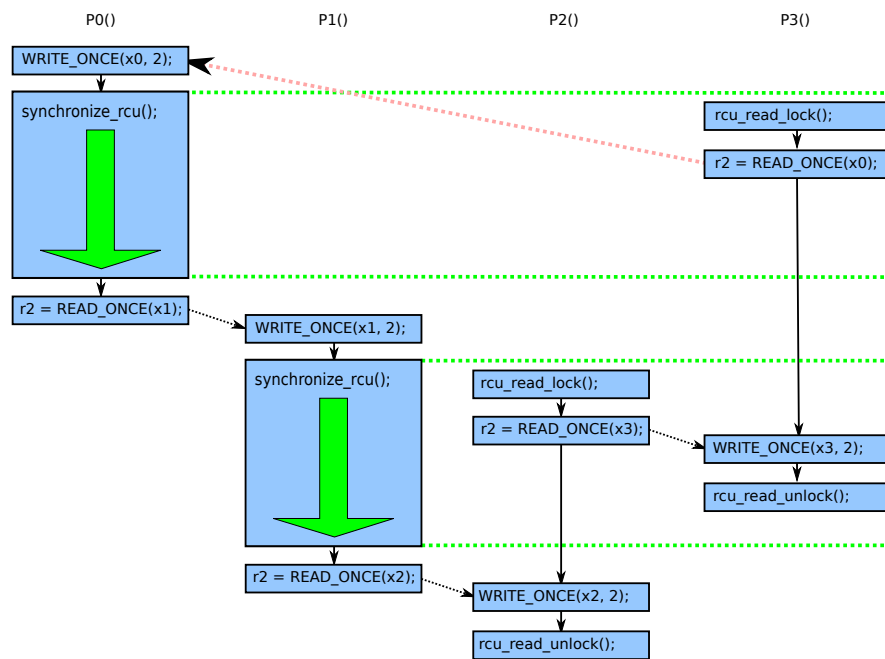 P0()
P1()
P2()
P3()
WRITE_ONCE(x0, 2);
synchronize_rcu();
rcu_read_lock();
r2 = READ_ONCE(x0);
r2 = READ_ONCE(x1);
WRITE_ONCE(x1, 2);
synchronize_rcu();
rcu_read_lock();
r2 = READ_ONCE(x3);
WRITE_ONCE(x3, 2);
rcu_read_unlock();
r2 = READ_ONCE(x2);
WRITE_ONCE(x2, 2);
rcu_read_unlock();